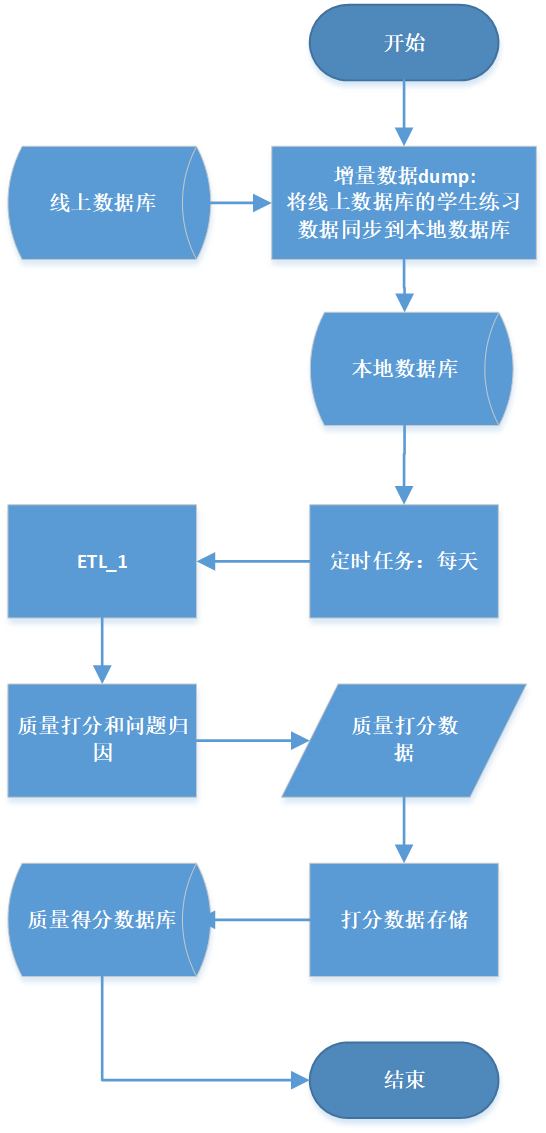 开始
线上数据库
增量数据dump:
将线上数据库的学生练习
数据同步到本地数据库
本地数据库
ETL_1
定时任务：每天
质量打分和问题归
因
质量打分数
据
质量得分数据库
打分数据存储
结束